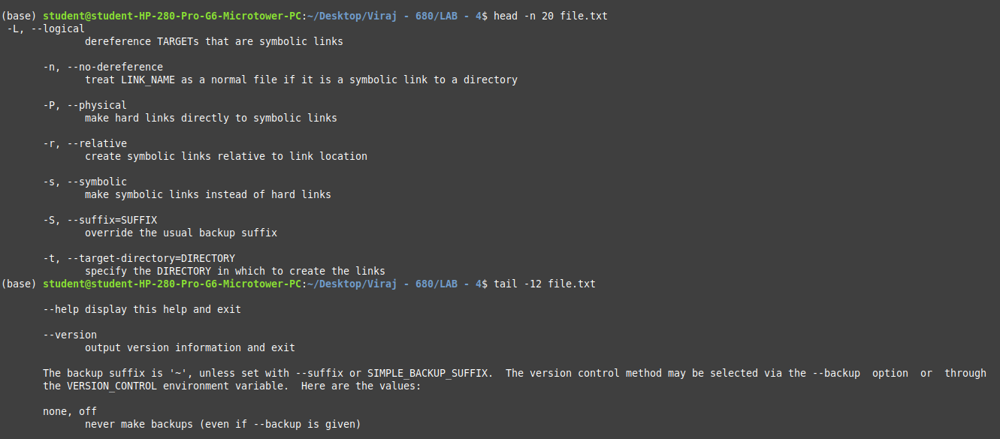 (base) student@student-HP-280-Pro-G6-Microtower-PC:~/Desktop/Viraj - 680/LAB - 4$ head -n 20 file.txt
 -L, --logical
              dereference TARGETs that are symbolic links

       -n, --no-dereference
              treat LINK_NAME as a normal file if it is a symbolic link to a directory

       -P, --physical
              make hard links directly to symbolic links

       -r, --relative
              create symbolic links relative to link location

       -s, --symbolic
              make symbolic links instead of hard links

       -S, --suffix=SUFFIX
              override the usual backup suffix

       -t, --target-directory=DIRECTORY
              specify the DIRECTORY in which to create the links
(base) student@student-HP-280-Pro-G6-Microtower-PC:~/Desktop/Viraj - 680/LAB - 4$ tail -12 file.txt

       --help display this help and exit

       --version
              output version information and exit

       The backup suffix is '~', unless set with --suffix or SIMPLE_BACKUP_SUFFIX.  The version control method may be selected via the --backup  option  or  through
       the VERSION_CONTROL environment variable.  Here are the values:

       none, off
              never make backups (even if --backup is given)